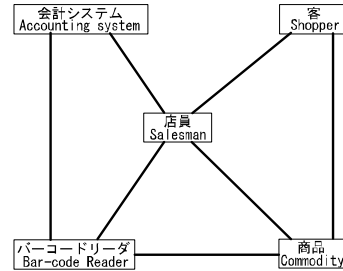 会計システム
Accounting system
客
Shopper
店員
Salesman
バーコードリーダ
Bar-code Reader
商品
Commodity